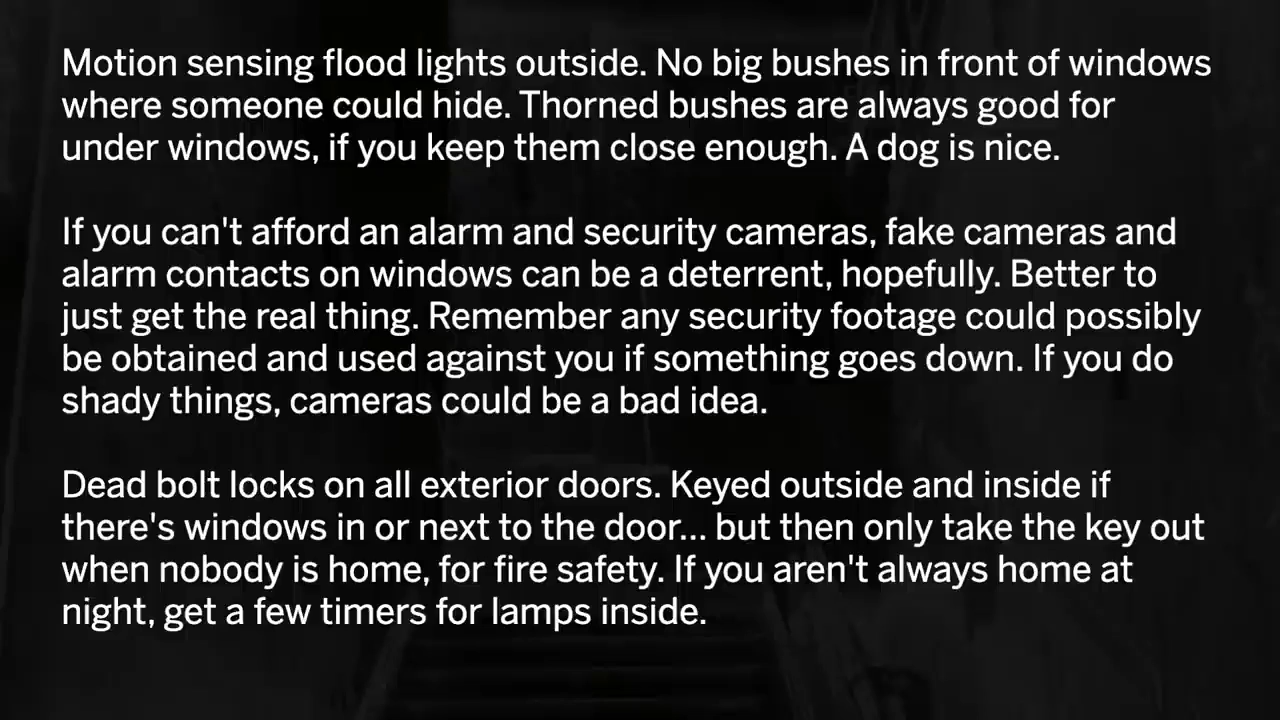 Motion sensing flood lights outside. No big bushes in front of windows
where someone could hide. Thorned bushes are always good for
under windows, if you keep them close enough. A dog is nice.
If you can't afford an alarm and security cameras, fake cameras and
alarm contacts on windows can be a deterrent, hopefully. Better to
just get the real thing. Remember any security footage could possibly
be obtained and used against you if something goes down. If you do
shady things, cameras could be a bad idea.
Dead bolt locks on all exterior doors. Keyed outside and inside if
there's windows in or next to the door... but then only take the key out
when nobody is home, for fire safety. If you aren't always home at
night, get a few timers for lamps inside.